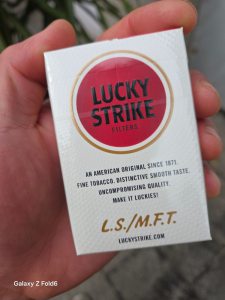 LUCKY
STRIKE
FILTERS
AN AMERICAN ORIGINAL SINCE 1871.
FINE TOBACCO. DISTINCTIVE SMOOTH TASTE.
UNCOMPROMISING QUALITY.
MAKE IT LUCKIES!
L.S./M.F.T.
LUCKYSTRIKE.COM
Galaxy Z Fold6